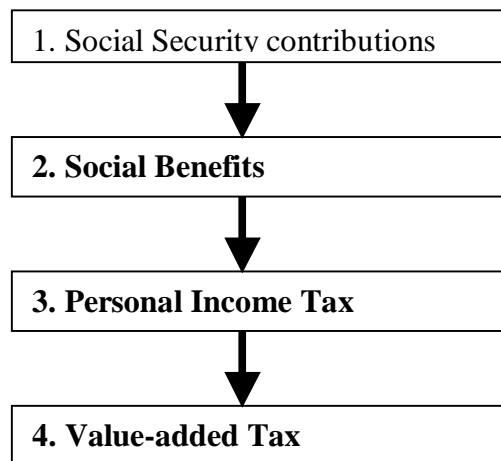 1. Social Security contributions
2. Social Benefits
3. Personal Income Tax
4. Value-added Tax